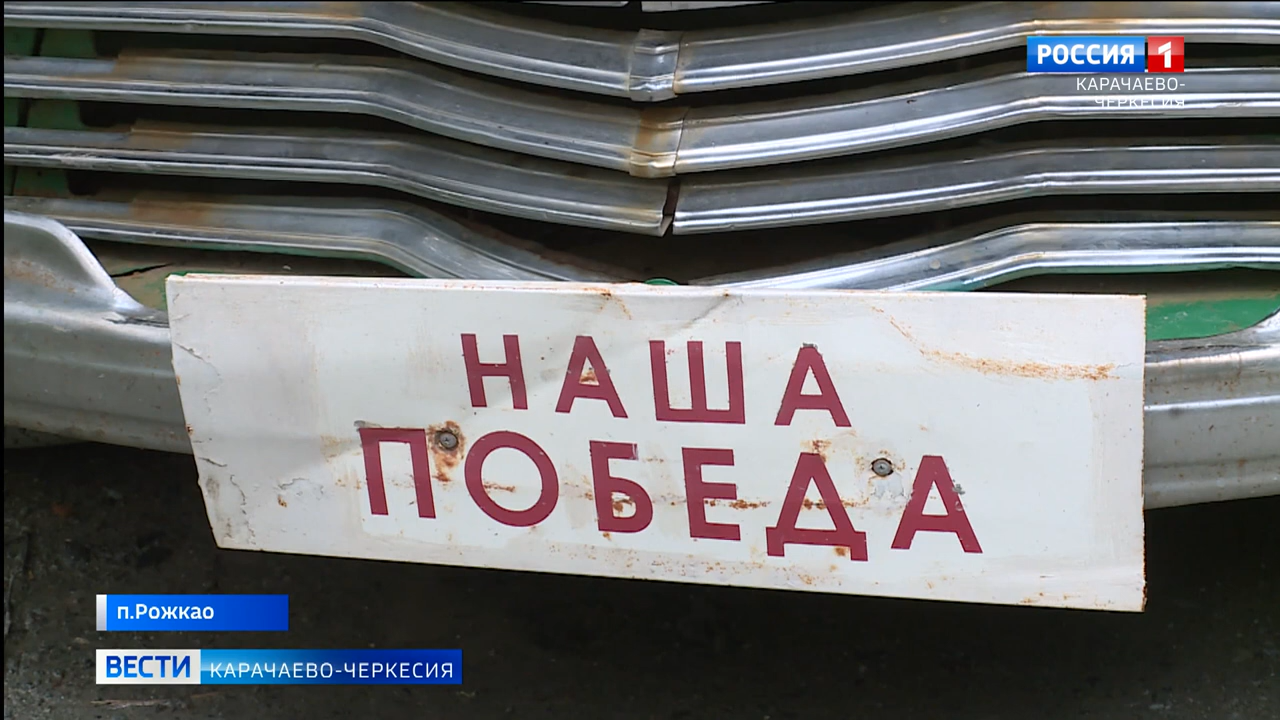 РОССИЯ 1
КАРАЧАЕВО-
ЧЕРКЕСИЯ
НАША
ПОБЕДА
п.Рожкао
ВЕСТИ КАРАЧАЕВО-ЧЕРКЕСИЯ